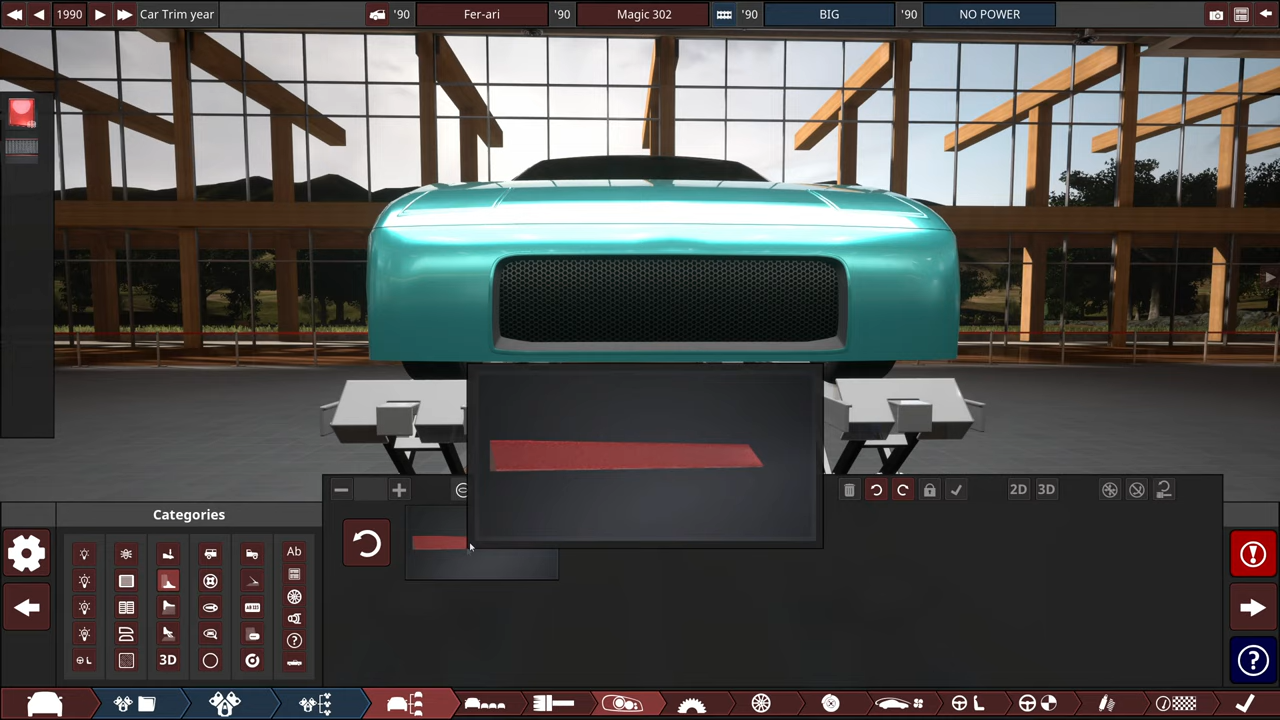 1990 Car Trim year '90 Fer-ari '90 Magic 302 '90 BIG '90 NO POWER
2D 3D
Categories
Ab
3D